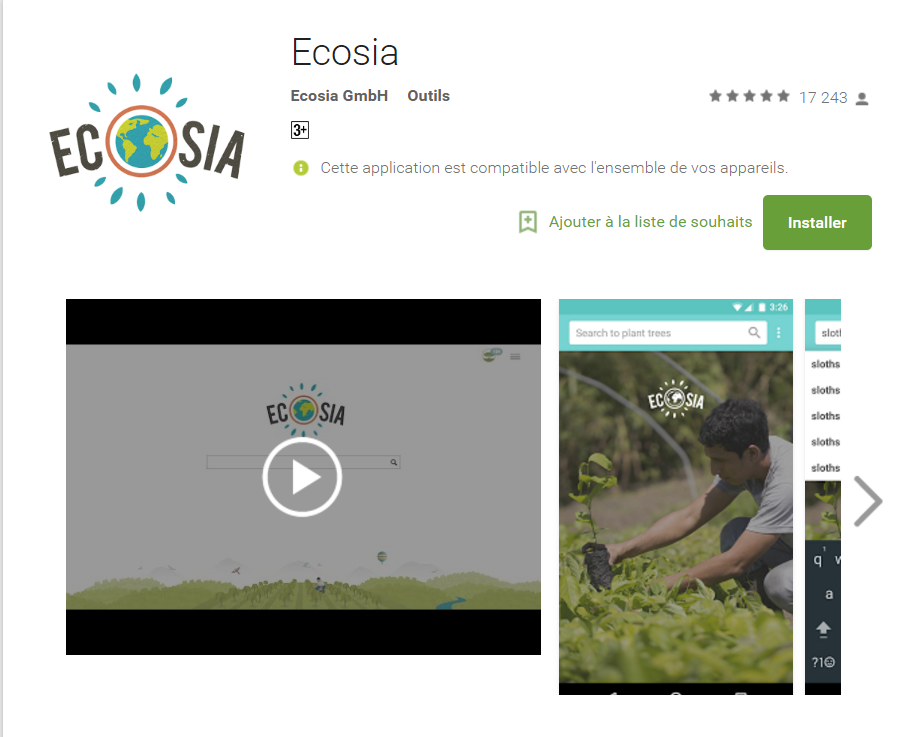 Ecosia
Ecosia GmbH Outils
17 243
3+
Cette application est compatible avec l'ensemble de vos appareils.
Ajouter à la liste de souhaits
Installer
ECOSIA
ECOSIA
3:26
Search to plant trees
ECOSIA
sloths
sloths
sloths
sloths
sloths
q
1
a
?1☺